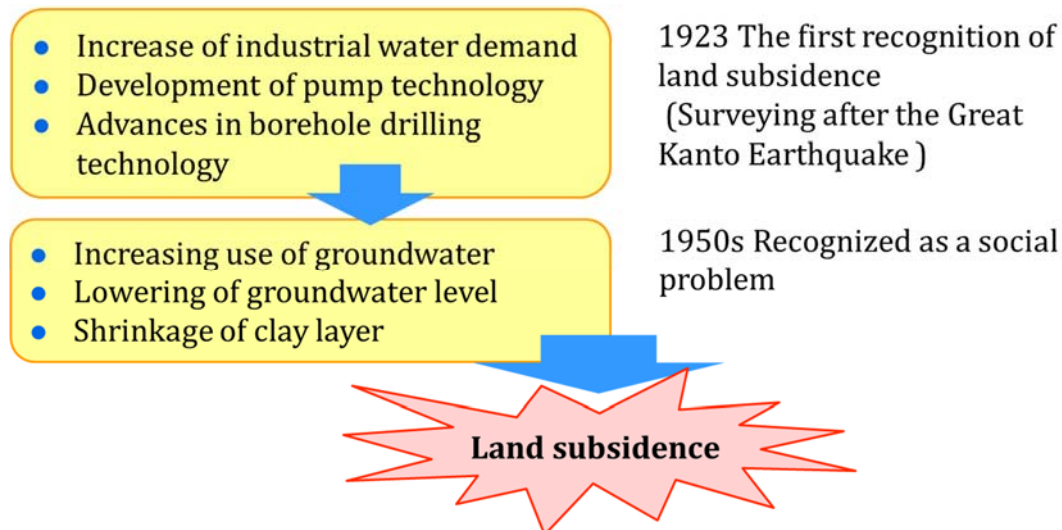 ● Increase of industrial water demand
● Development of pump technology
● Advances in borehole drilling
technology
1923 The first recognition of
land subsidence
(Surveying after the Great
Kanto Earthquake )
● Increasing use of groundwater
● Lowering of groundwater level
● Shrinkage of clay layer
1950s Recognized as a social
problem
Land subsidence